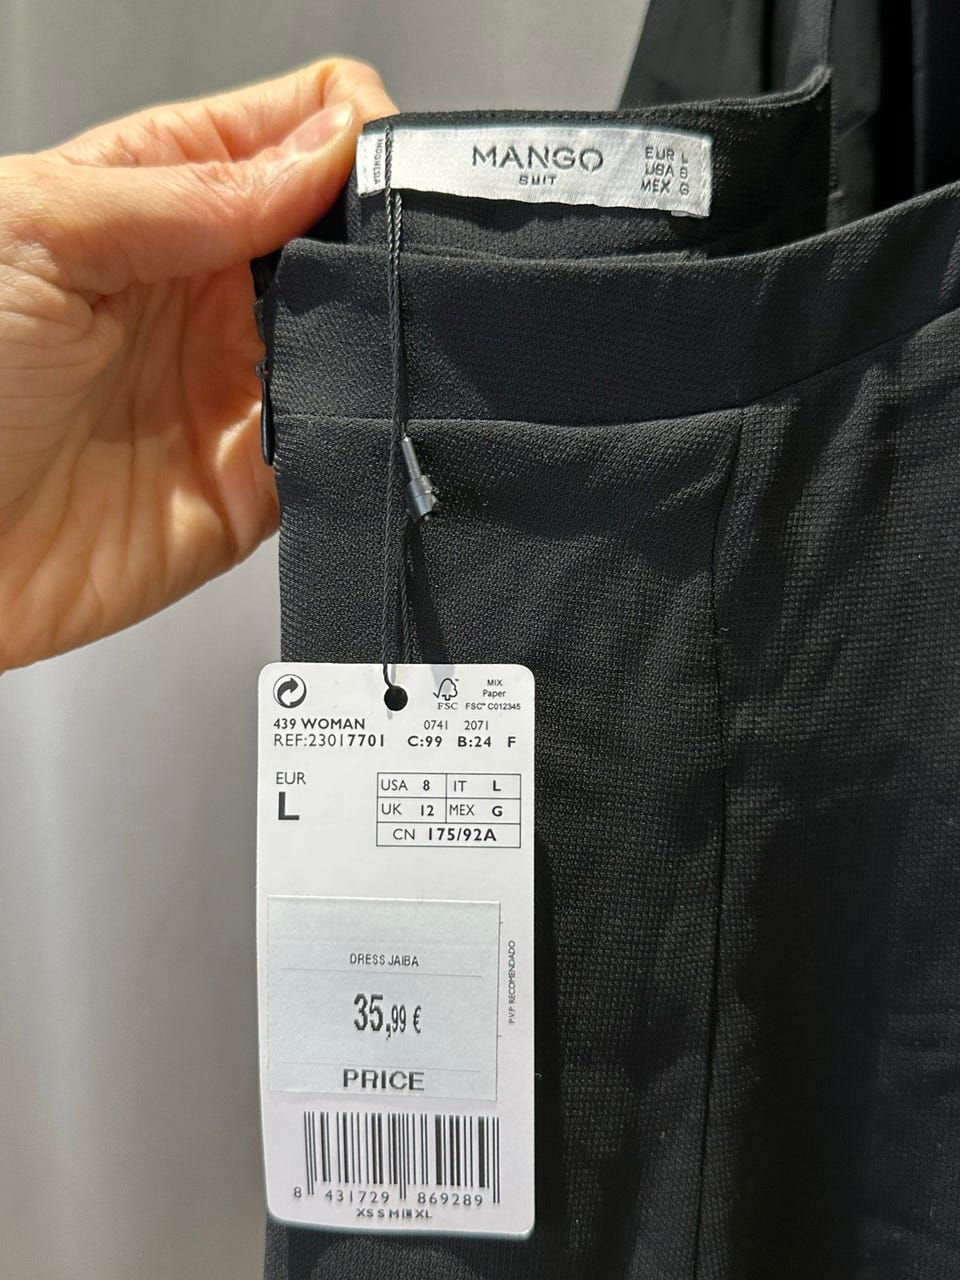 INDONESIA
MANGO
SUIT
EUR L
USA 8
MEX G
FSC
MIX
Paper
FSC™ C012345
439 WOMAN 0741 2071
REF:23017701 C:99 B:24 F
EUR
L
USA 8 IT L
UK 12 MEX G
CN 175/92A
DRESS JAIBA
35,99 €
PRICE
P.V.P. RECOMENDADO
8 431729 869289
XS S M L XL